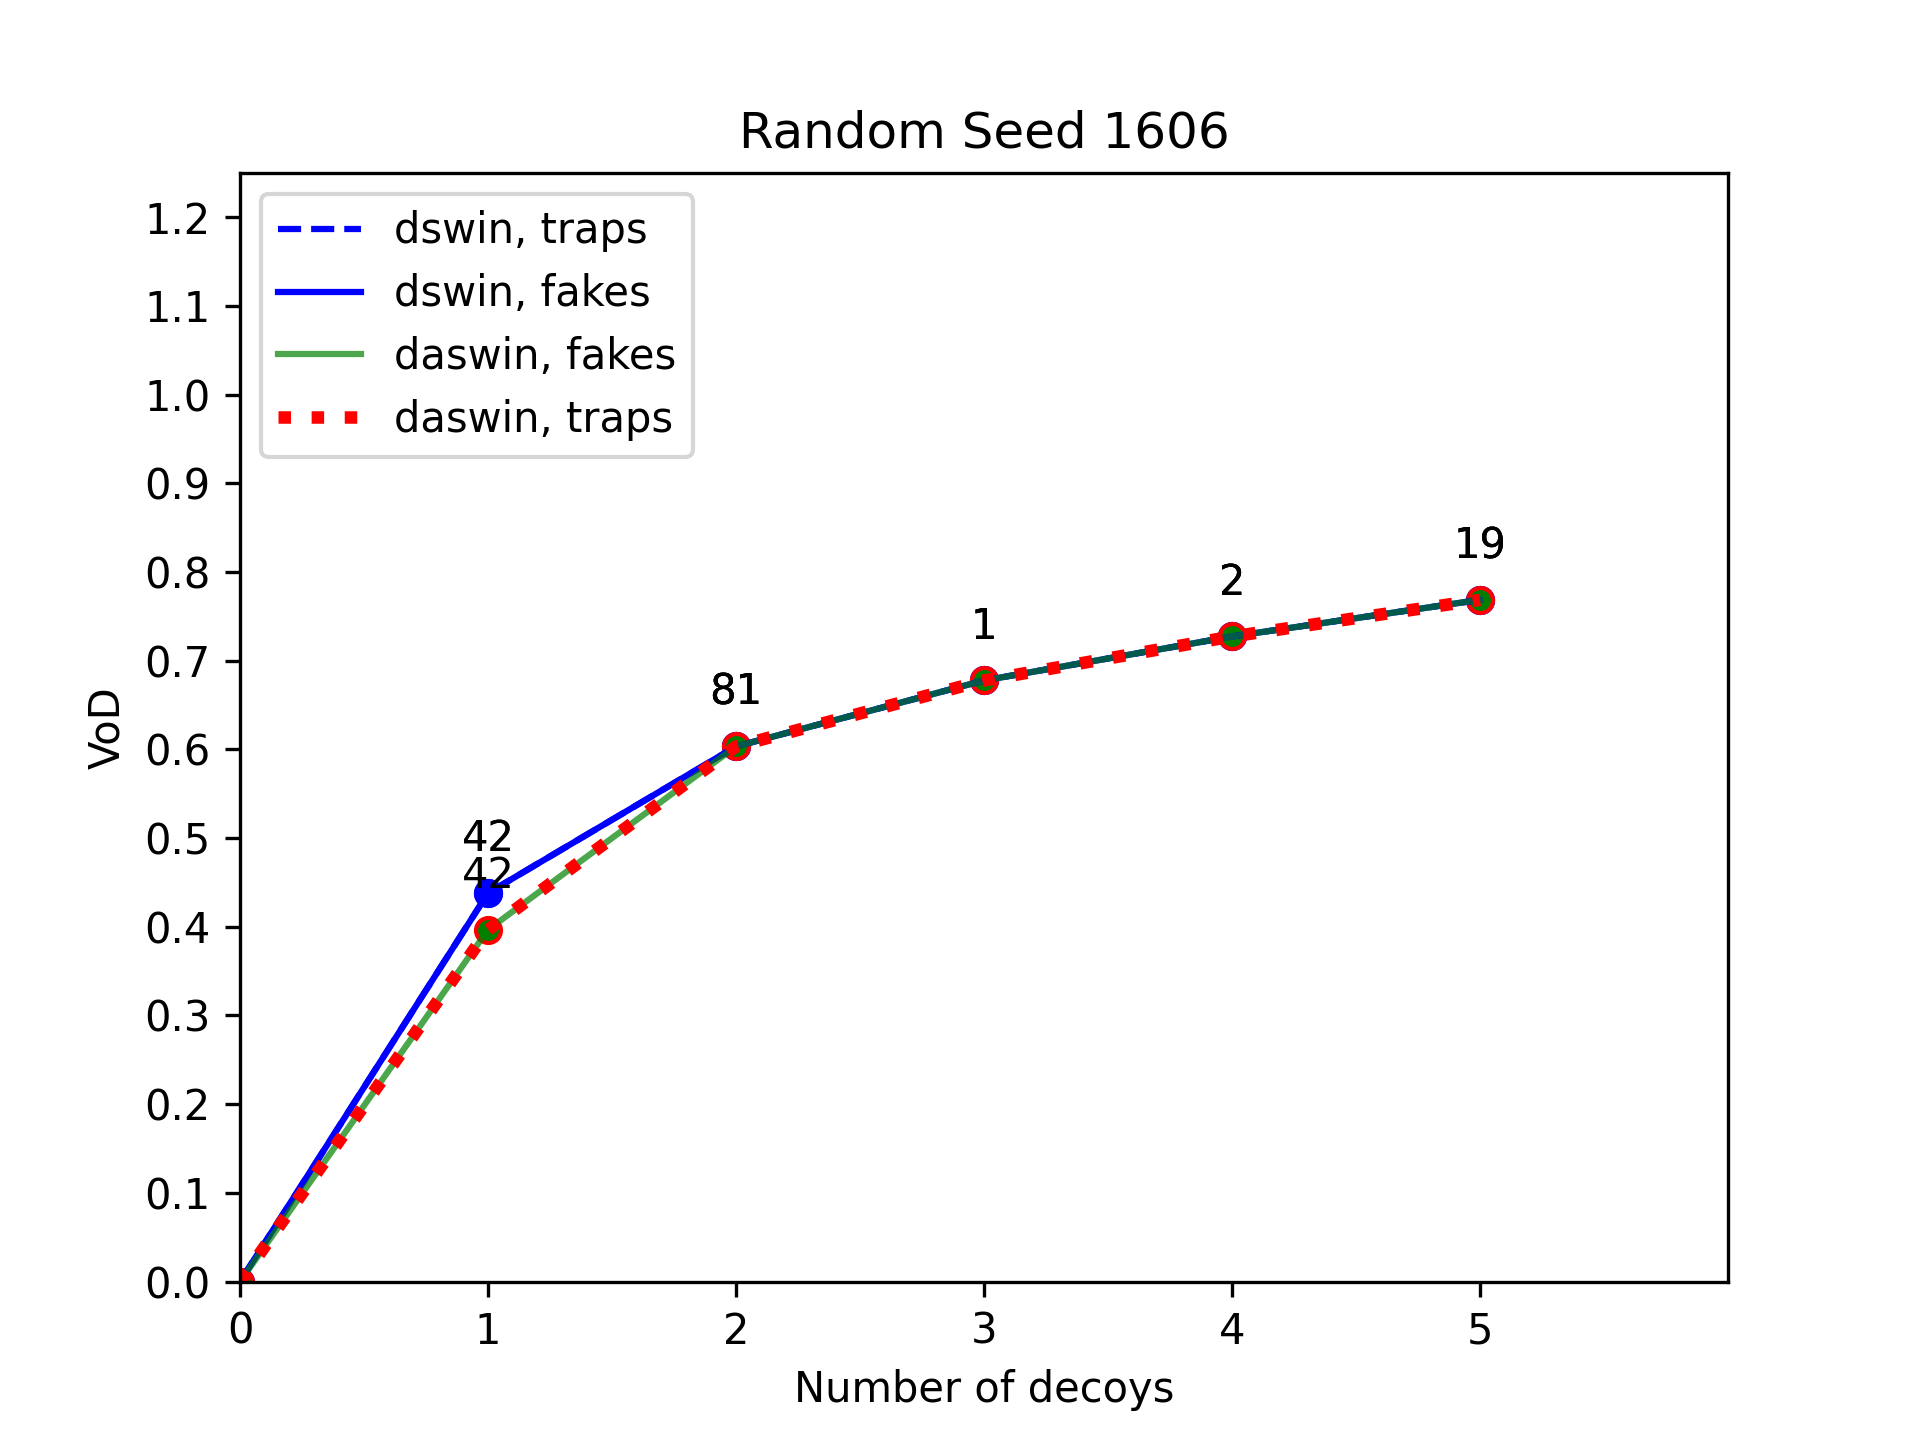 Random Seed 1606
dswin, traps
dswin, fakes
daswin, fakes
daswin, traps
1.2
1.1
1.0
0.9
0.8
0.7
0.6
0.5
0.4
0.3
0.2
0.1
0.0
VoD
42
42
81
1
2
19
0 1 2 3 4 5
Number of decoys